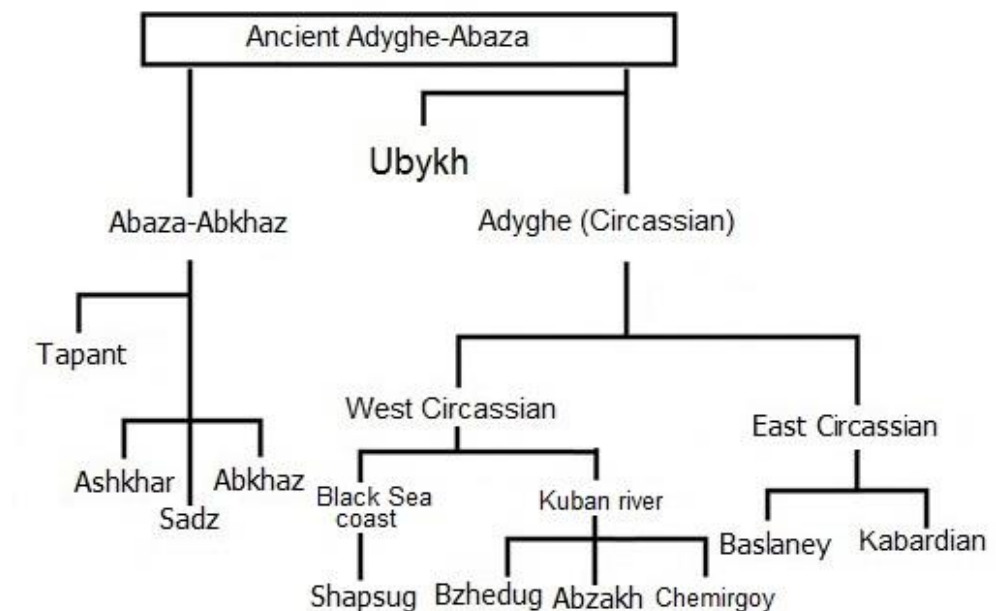 Ancient Adyghe-Abaza
Ubykh
Abaza-Abkhaz
Adyghe (Circassian)
Tapant
West Circassian
East Circassian
Ashkhar
Abkhaz
Sadz
Black Sea
coast
Kuban river
Baslaney
Kabardian
Shapsug
Bzhedug
Abzakh
Chemirgoy